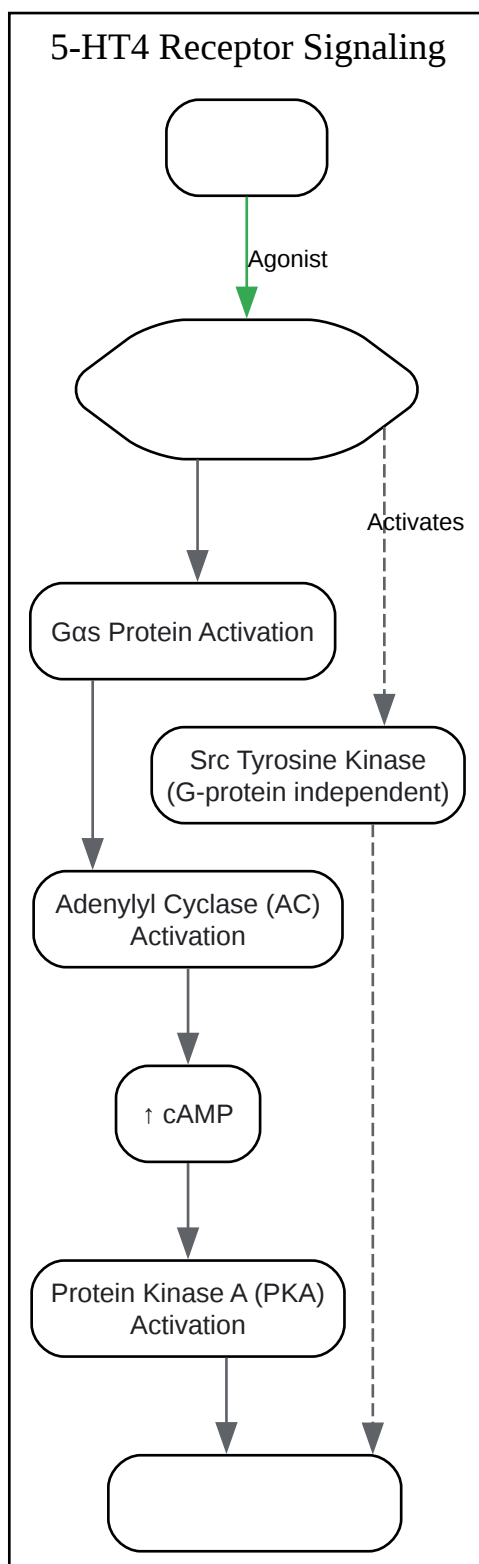 5-HT4 Receptor Signaling
Agonist
Activates
Gαs Protein Activation
Src Tyrosine Kinase
(G-protein independent)
Adenylyl Cyclase (AC)
Activation
↑ cAMP
Protein Kinase A (PKA)
Activation